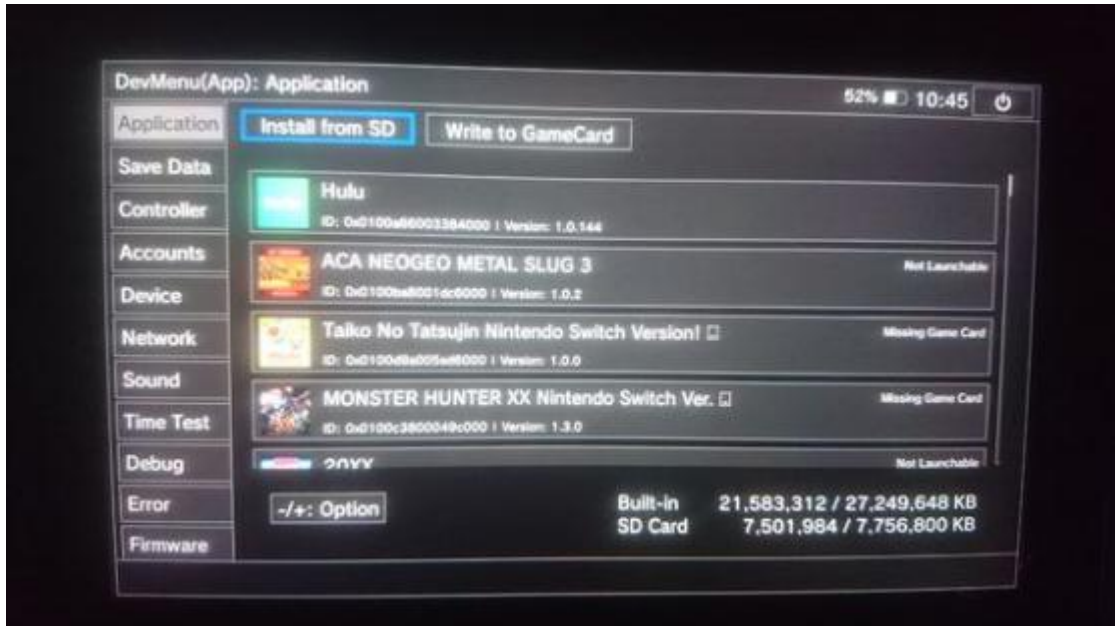 DevMenu(App): Application
52% 10:45
Application
Save Data
Controller
Accounts
Device
Network
Sound
Time Test
Debug
Error
Firmware
Install from SD
Write to GameCard
Hulu
ID: 0x0100a66003384000 | Version: 1.0.144
ACA NEOGEO METAL SLUG 3
Not Launchable
ID: 0x0100ba8001dc6000 | Version: 1.0.2
Taiko No Tatsujin Nintendo Switch Version!
Missing Game Card
ID: 0x0100d8a005ad6000 | Version: 1.0.0
MONSTER HUNTER XX Nintendo Switch Ver.
Missing Game Card
ID: 0x0100c3800049c000 | Version: 1.3.0
20XX
Not Launchable
-/+: Option
Built-in 21,583,312 / 27,249,648 KB
SD Card 7,501,984 / 7,756,800 KB